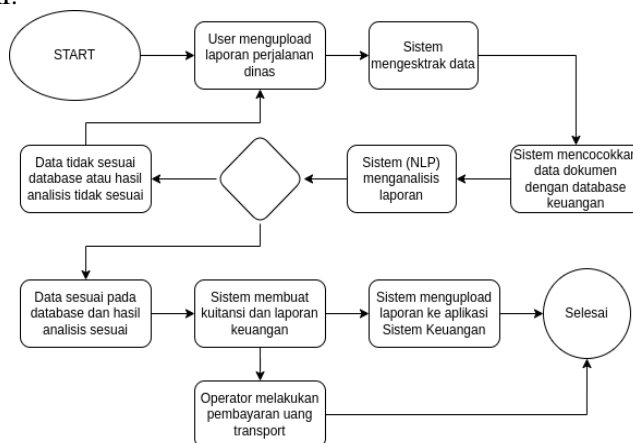 START
User mengupload
laporan perjalanan
dinas
Sistem
mengesktrak data
Data tidak sesuai
database atau hasil
analisis tidak sesuai
Sistem (NLP)
menganalisis
laporan
Sistem mencocokkan
data dokumen
dengan database
keuangan
Data sesuai pada
database dan hasil
analisis sesuai
Sistem membuat
kuitansi dan laporan
keuangan
Sistem mengupload
laporan ke aplikasi
Sistem Keuangan
Selesai
Operator melakukan
pembayaran uang
transport